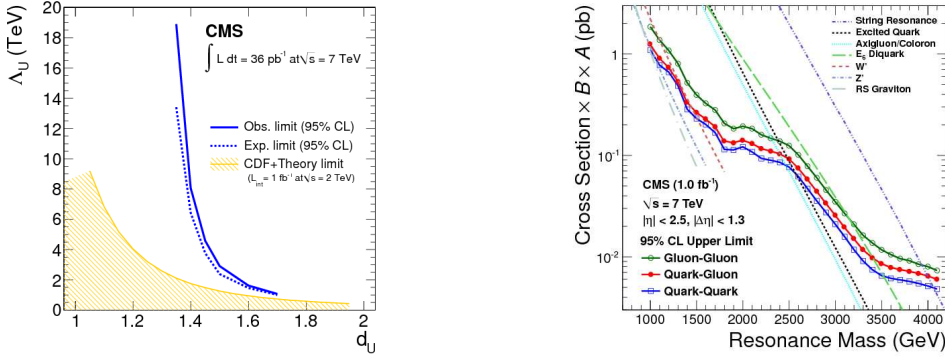 Λ_U (TeV)
20
18
16
14
12
10
8
6
4
2
0
CMS
∫ L dt = 36 pb⁻¹ at √s = 7 TeV
Obs. limit (95% CL)
Exp. limit (95% CL)
CDF+Theory limit
(L_int = 1 fb⁻¹ at √s = 2 TeV)
1 1.2 1.4 1.6 1.8 2
d_U
Cross Section × B × A (pb)
1
10⁻¹
10⁻²
String Resonance
Excited Quark
Axigluon/Coloron
E₆ Diquark
W'
Z'
RS Graviton
CMS (1.0 fb⁻¹)
√s = 7 TeV
|η| < 2.5, |Δη| < 1.3
95% CL Upper Limit
Gluon-Gluon
Quark-Gluon
Quark-Quark
1000 1500 2000 2500 3000 3500 4000
Resonance Mass (GeV)